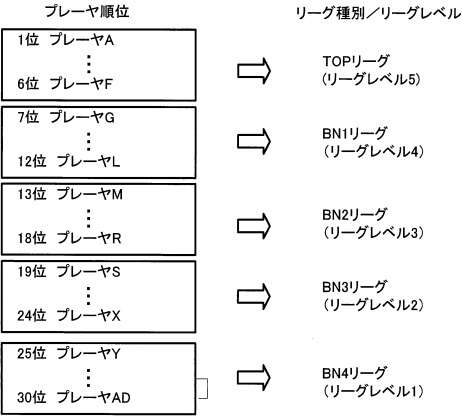 プレーヤ順位
リーグ種別／リーグレベル
1位 プレーヤA
⋮
6位 プレーヤF
TOPリーグ
(リーグレベル5)
7位 プレーヤG
⋮
12位 プレーヤL
BN1リーグ
(リーグレベル4)
13位 プレーヤM
⋮
18位 プレーヤR
BN2リーグ
(リーグレベル3)
19位 プレーヤS
⋮
24位 プレーヤX
BN3リーグ
(リーグレベル2)
25位 プレーヤY
⋮
30位 プレーヤAD
BN4リーグ
(リーグレベル1)